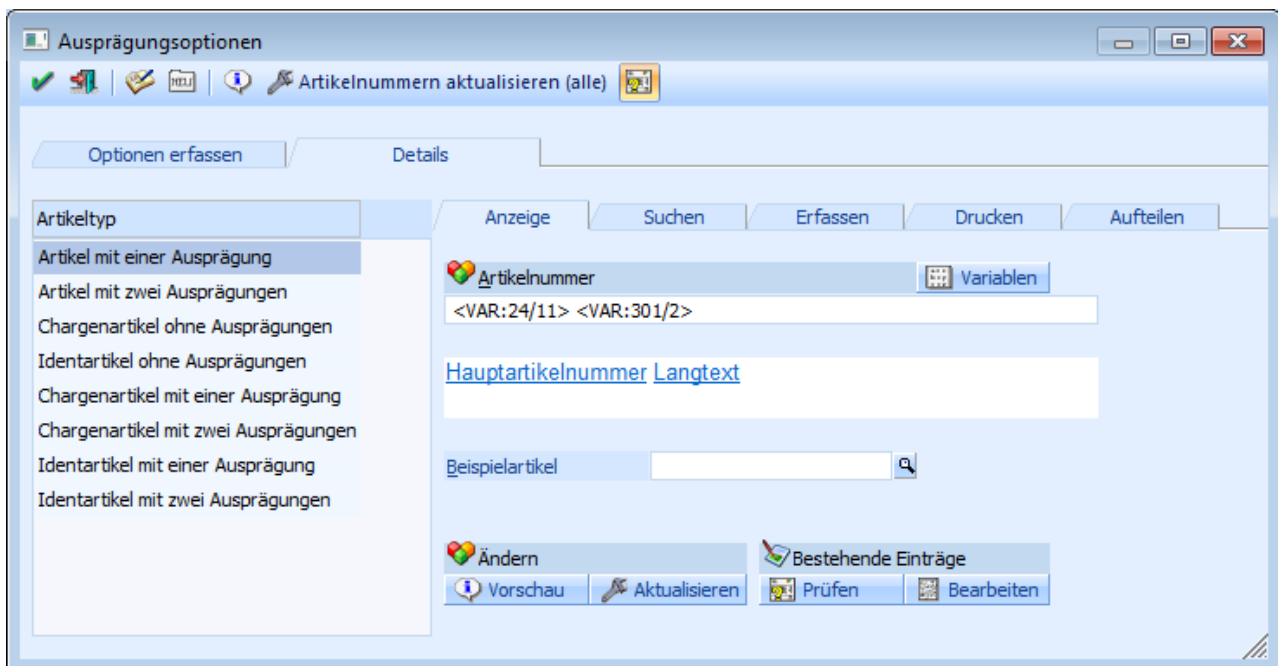 Ausprägungsoptionen
NEU Artikelnummern aktualisieren (alle)
Optionen erfassen Details
Artikeltyp
Artikel mit einer Ausprägung
Artikel mit zwei Ausprägungen
Chargenartikel ohne Ausprägungen
Identartikel ohne Ausprägungen
Chargenartikel mit einer Ausprägung
Chargenartikel mit zwei Ausprägungen
Identartikel mit einer Ausprägung
Identartikel mit zwei Ausprägungen
Anzeige Suchen Erfassen Drucken Aufteilen
Artikelnummer Variablen
<VAR:24/11> <VAR:301/2>
Hauptartikelnummer Langtext
Beispielartikel
Ändern Bestehende Einträge
Vorschau Aktualisieren Prüfen Bearbeiten